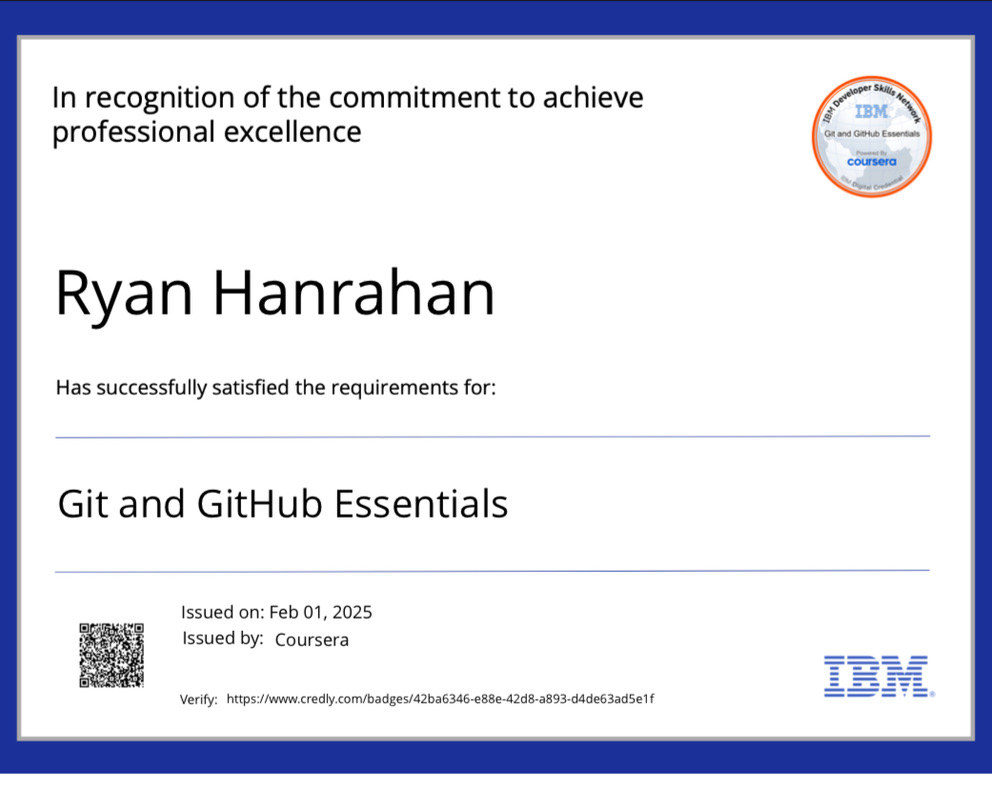 In recognition of the commitment to achieve
professional excellence
IBM Developer Skills Network
IBM
Git and GitHub Essentials
Powered By
coursera
IBM Digital Credential
Ryan Hanrahan
Has successfully satisfied the requirements for:
Git and GitHub Essentials
Issued on: Feb 01, 2025
Issued by: Coursera
Verify: https://www.credly.com/badges/42ba6346-e88e-42d8-a893-d4de63ad5e1f
IBM®